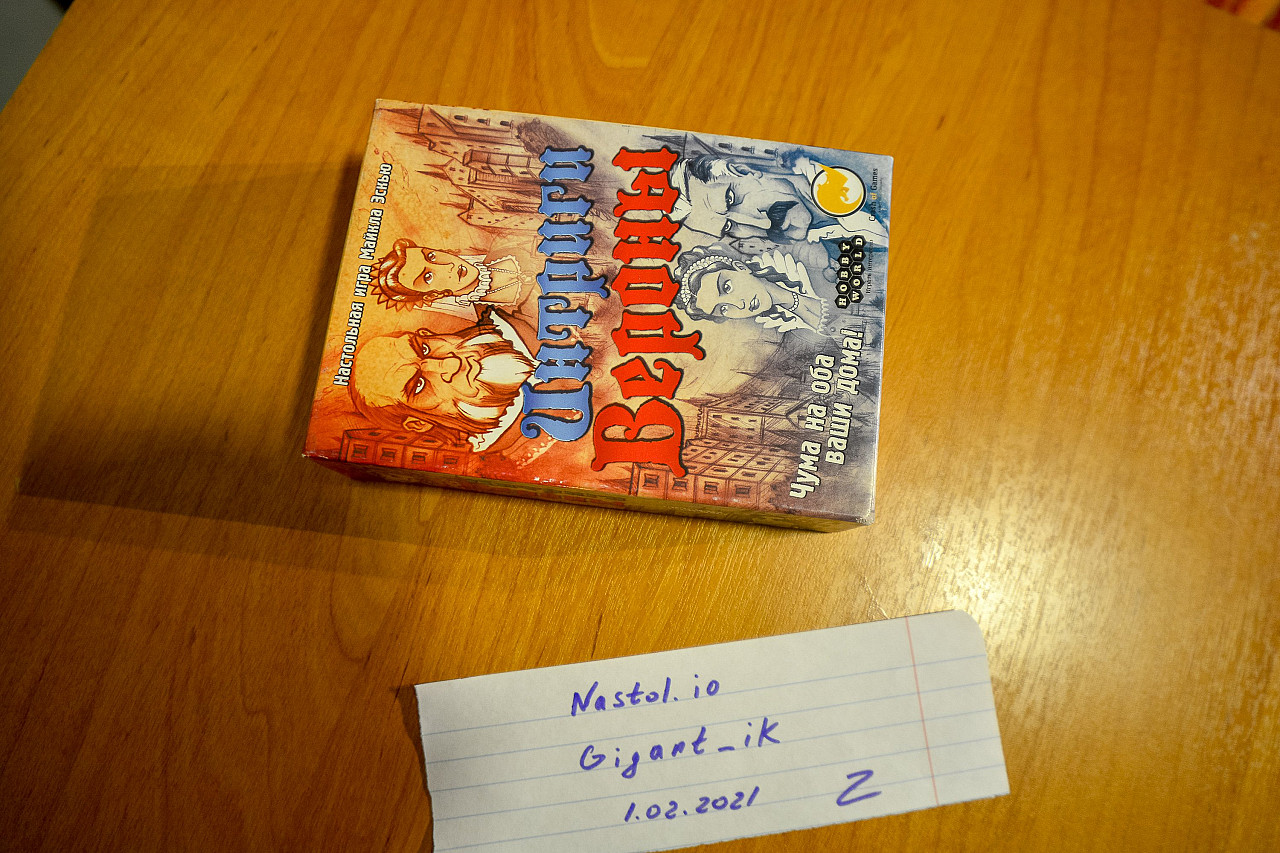 Настольная игра Майкла Эскью
Интриги
Вероны
Чума на оба
ваши дома!
HOBBY
WORLD
Games
Nastol.io
Gigant_ik
1.02.2021
Z